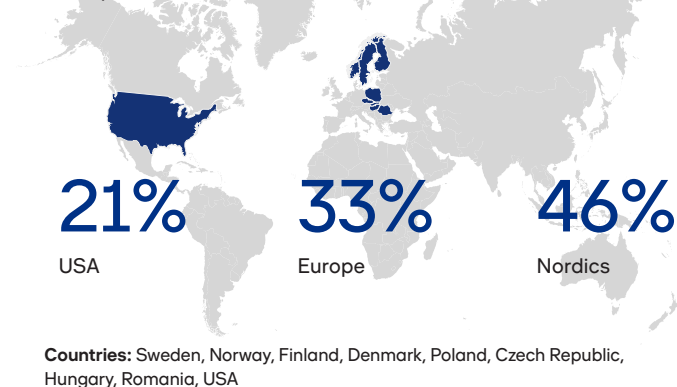 21% 33% 46%
USA Europe Nordics
Countries: Sweden, Norway, Finland, Denmark, Poland, Czech Republic,
Hungary, Romania, USA